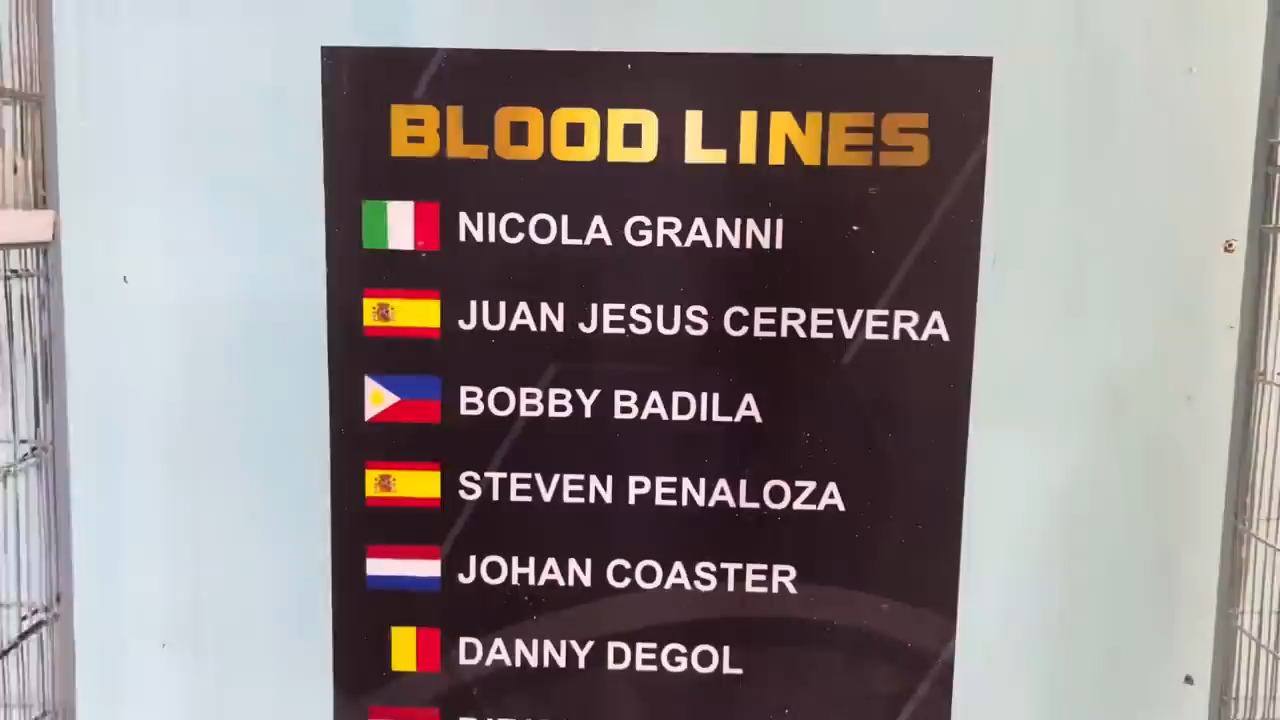 BLOOD LINES
NICOLA GRANNI
JUAN JESUS CEREVERA
BOBBY BADILA
STEVEN PENALOZA
JOHAN COASTER
DANNY DEGOL